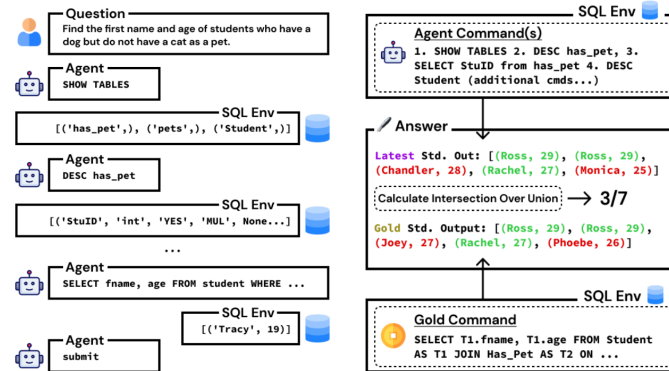 Question
Find the first name and age of students who have a
dog but do not have a cat as a pet.
Agent
SHOW TABLES
SQL Env
[('has_pet',), ('pets',), ('Student',)]
Agent
DESC has_pet
SQL Env
[('StuID', 'int', 'YES', 'MUL', None...]
...
Agent
SELECT fname, age FROM student WHERE ...
SQL Env
[('Tracy', 19)]
Agent
submit
SQL Env
Agent Command(s)
1. SHOW TABLES 2. DESC has_pet, 3.
SELECT StuID from has_pet 4. DESC
Student (additional cmds...)
Answer
Latest Std. Out: [(Ross, 29), (Ross, 29),
(Chandler, 28), (Rachel, 27), (Monica, 25)]
Calculate Intersection Over Union → 3/7
Gold Std. Output: [(Ross, 29), (Ross, 29),
(Joey, 27), (Rachel, 27), (Phoebe, 26)]
SQL Env
Gold Command
SELECT T1.fname, T1.age FROM Student
AS T1 JOIN Has_Pet AS T2 ON ...